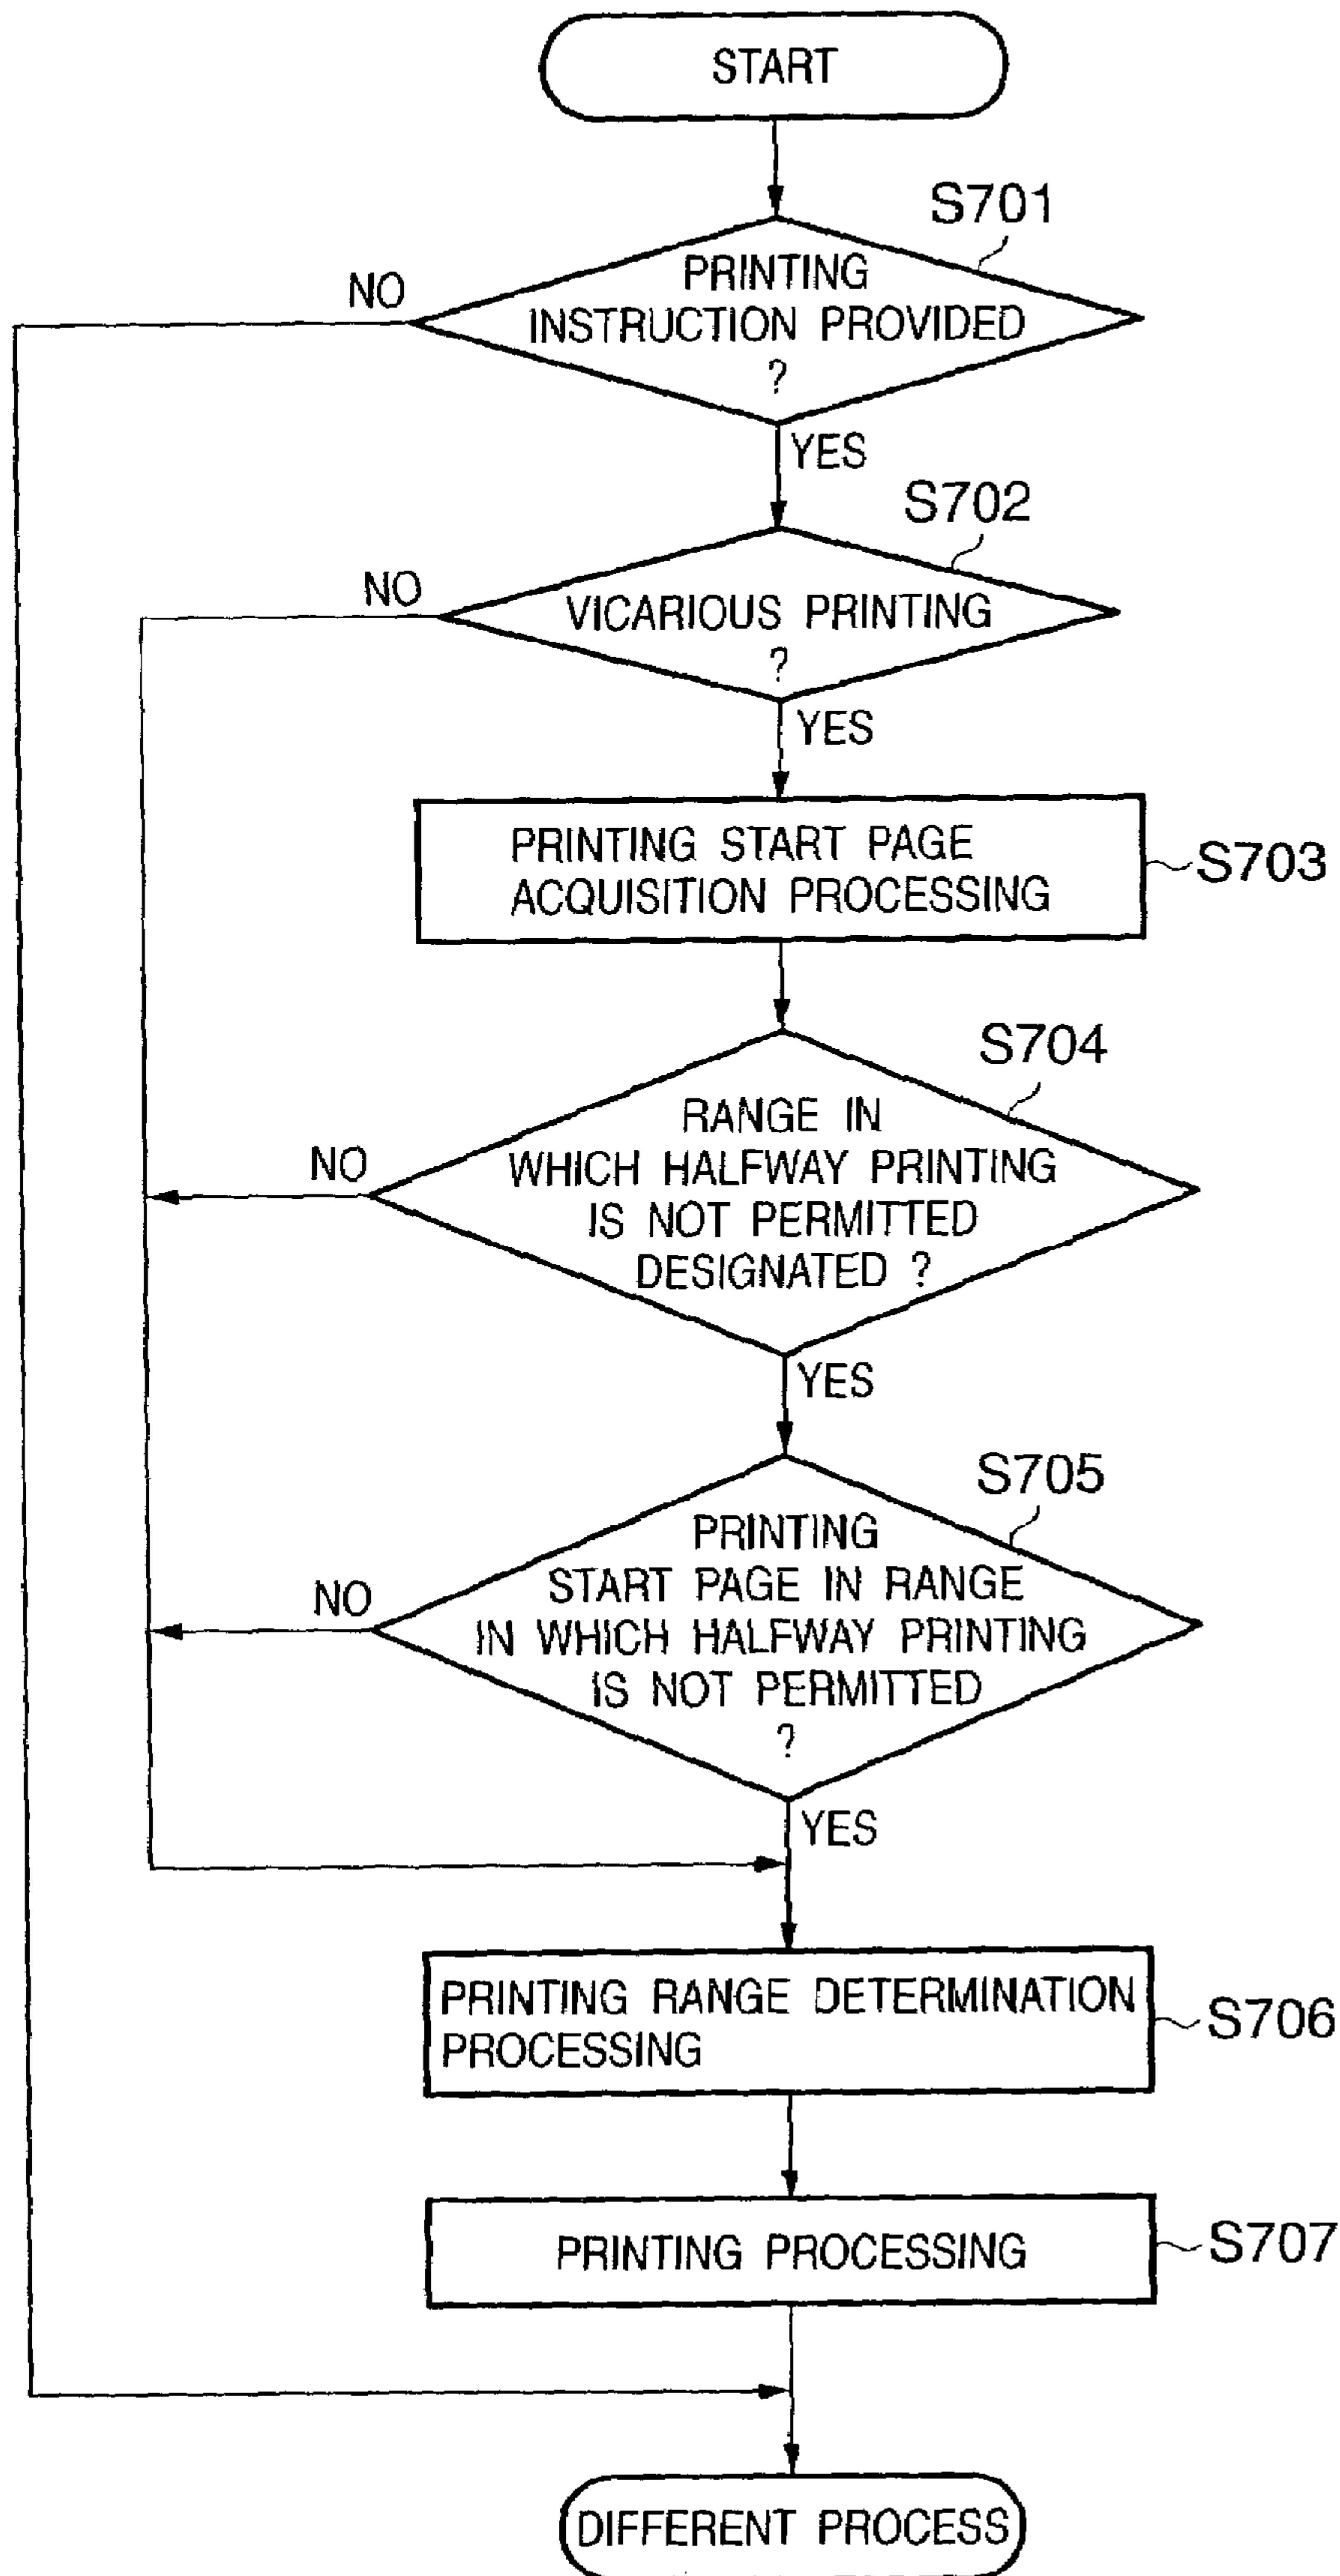 START
S701
PRINTING
INSTRUCTION PROVIDED
?
NO
YES
S702
VICARIOUS PRINTING
?
NO
YES
PRINTING START PAGE
ACQUISITION PROCESSING
S703
S704
RANGE IN
WHICH HALFWAY PRINTING
IS NOT PERMITTED
DESIGNATED ?
NO
YES
S705
PRINTING
START PAGE IN RANGE
IN WHICH HALFWAY PRINTING
IS NOT PERMITTED
?
NO
YES
PRINTING RANGE DETERMINATION
PROCESSING
S706
PRINTING PROCESSING
S707
DIFFERENT PROCESS